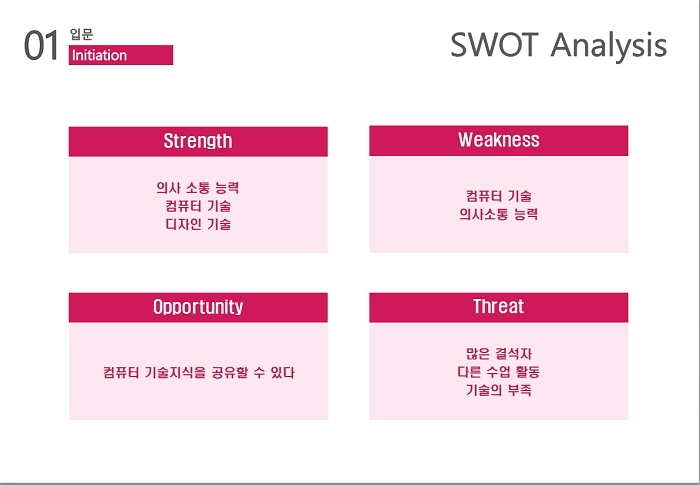 01
입문
Initiation
SWOT Analysis
Strength
의사 소통 능력
컴퓨터 기술
디자인 기술
Weakness
컴퓨터 기술
의사소통 능력
Opportunity
컴퓨터 기술지식을 공유할 수 있다
Threat
많은 결석자
다른 수업 활동
기술의 부족